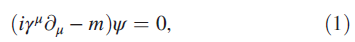 (iγ^μ∂_μ − m)ψ = 0, (1)